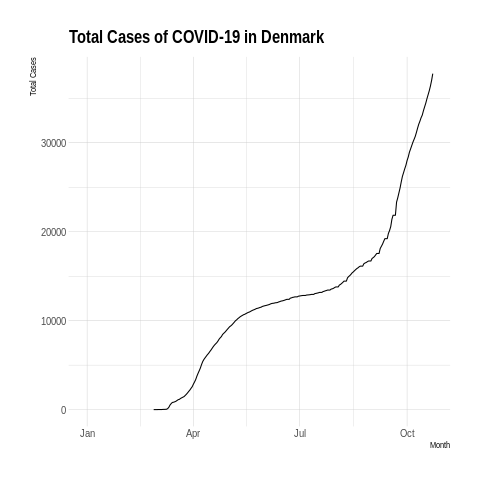 Total Cases of COVID-19 in Denmark
Total Cases
30000
20000
10000
0
Jan Apr Jul Oct
Month